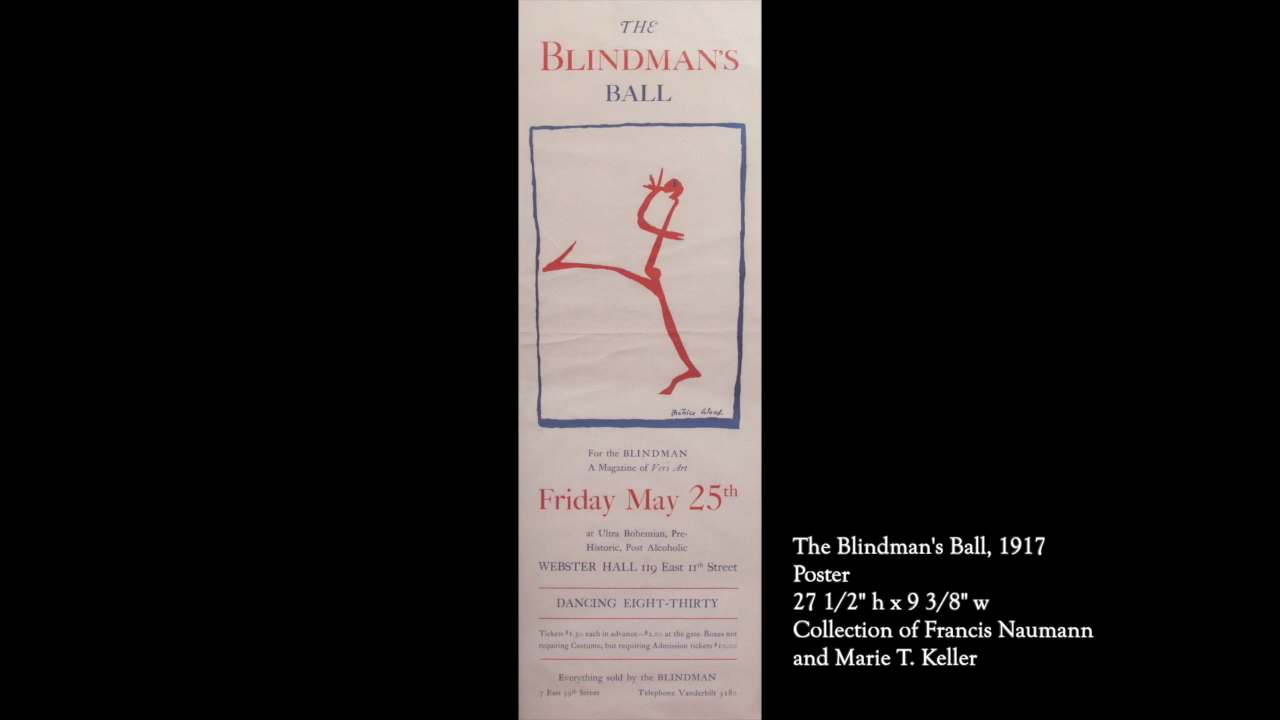 THE
BLINDMAN'S
BALL
Beatrice Wood
For the BLINDMAN
A Magazine of Vers Art
Friday May 25th
at Ultra Bohemian, Pre-
Historic, Post Alcoholic
WEBSTER HALL 119 East 11th Street
DANCING EIGHT-THIRTY
Tickets $1.50 each in advance—$2.00 at the gate. Boxes not
requiring Costume, but requiring Admission tickets $10.00
Everything sold by the BLINDMAN
7 East 39th Street Telephone Vanderbilt 3280
The Blindman's Ball, 1917
Poster
27 1/2" h x 9 3/8" w
Collection of Francis Naumann
and Marie T. Keller